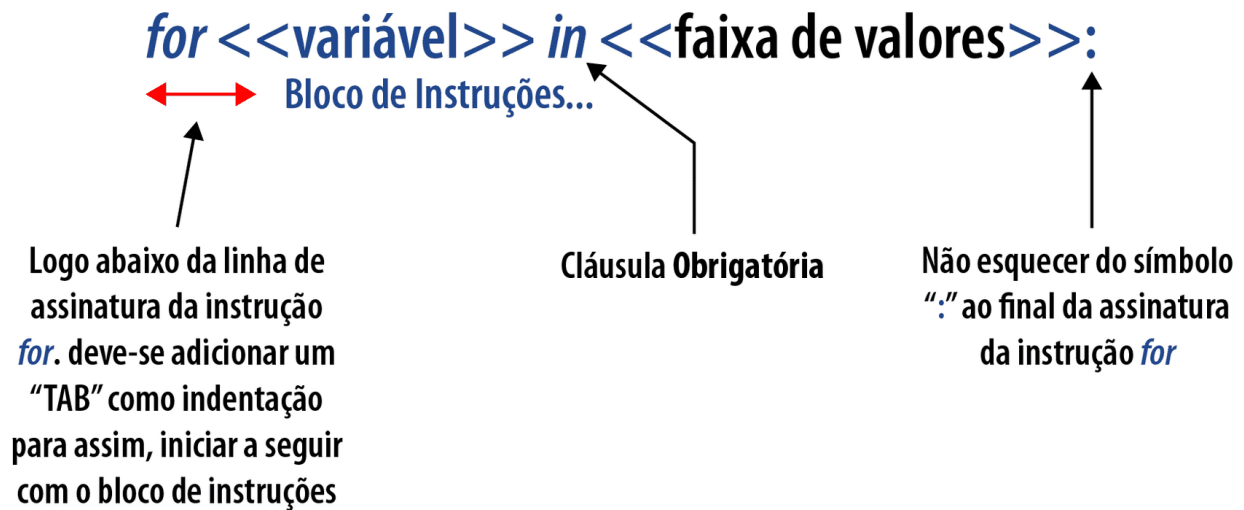 for <<variável>> in <<faixa de valores>>:
Bloco de Instruções...
Logo abaixo da linha de
assinatura da instrução
for. deve-se adicionar um
“TAB” como indentação
para assim, iniciar a seguir
com o bloco de instruções
Cláusula Obrigatória
Não esquecer do símbolo
“:” ao final da assinatura
da instrução for